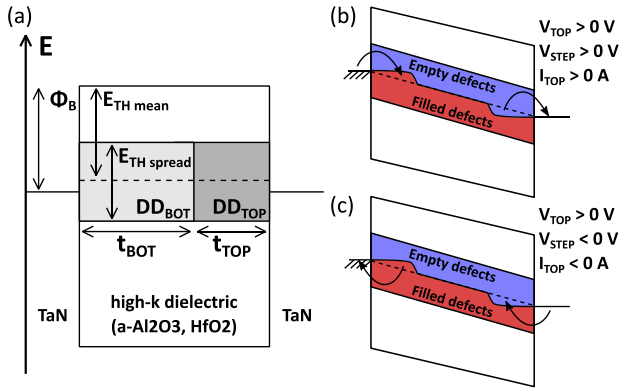 (a)
E
Φ_B
E_TH mean
E_TH spread
DD_BOT
DD_TOP
t_BOT
t_TOP
TaN
high-k dielectric
(a-Al2O3, HfO2)
TaN
(b)
Empty defects
Filled defects
V_TOP > 0 V
V_STEP > 0 V
I_TOP > 0 A
(c)
Empty defects
Filled defects
V_TOP > 0 V
V_STEP < 0 V
I_TOP < 0 A